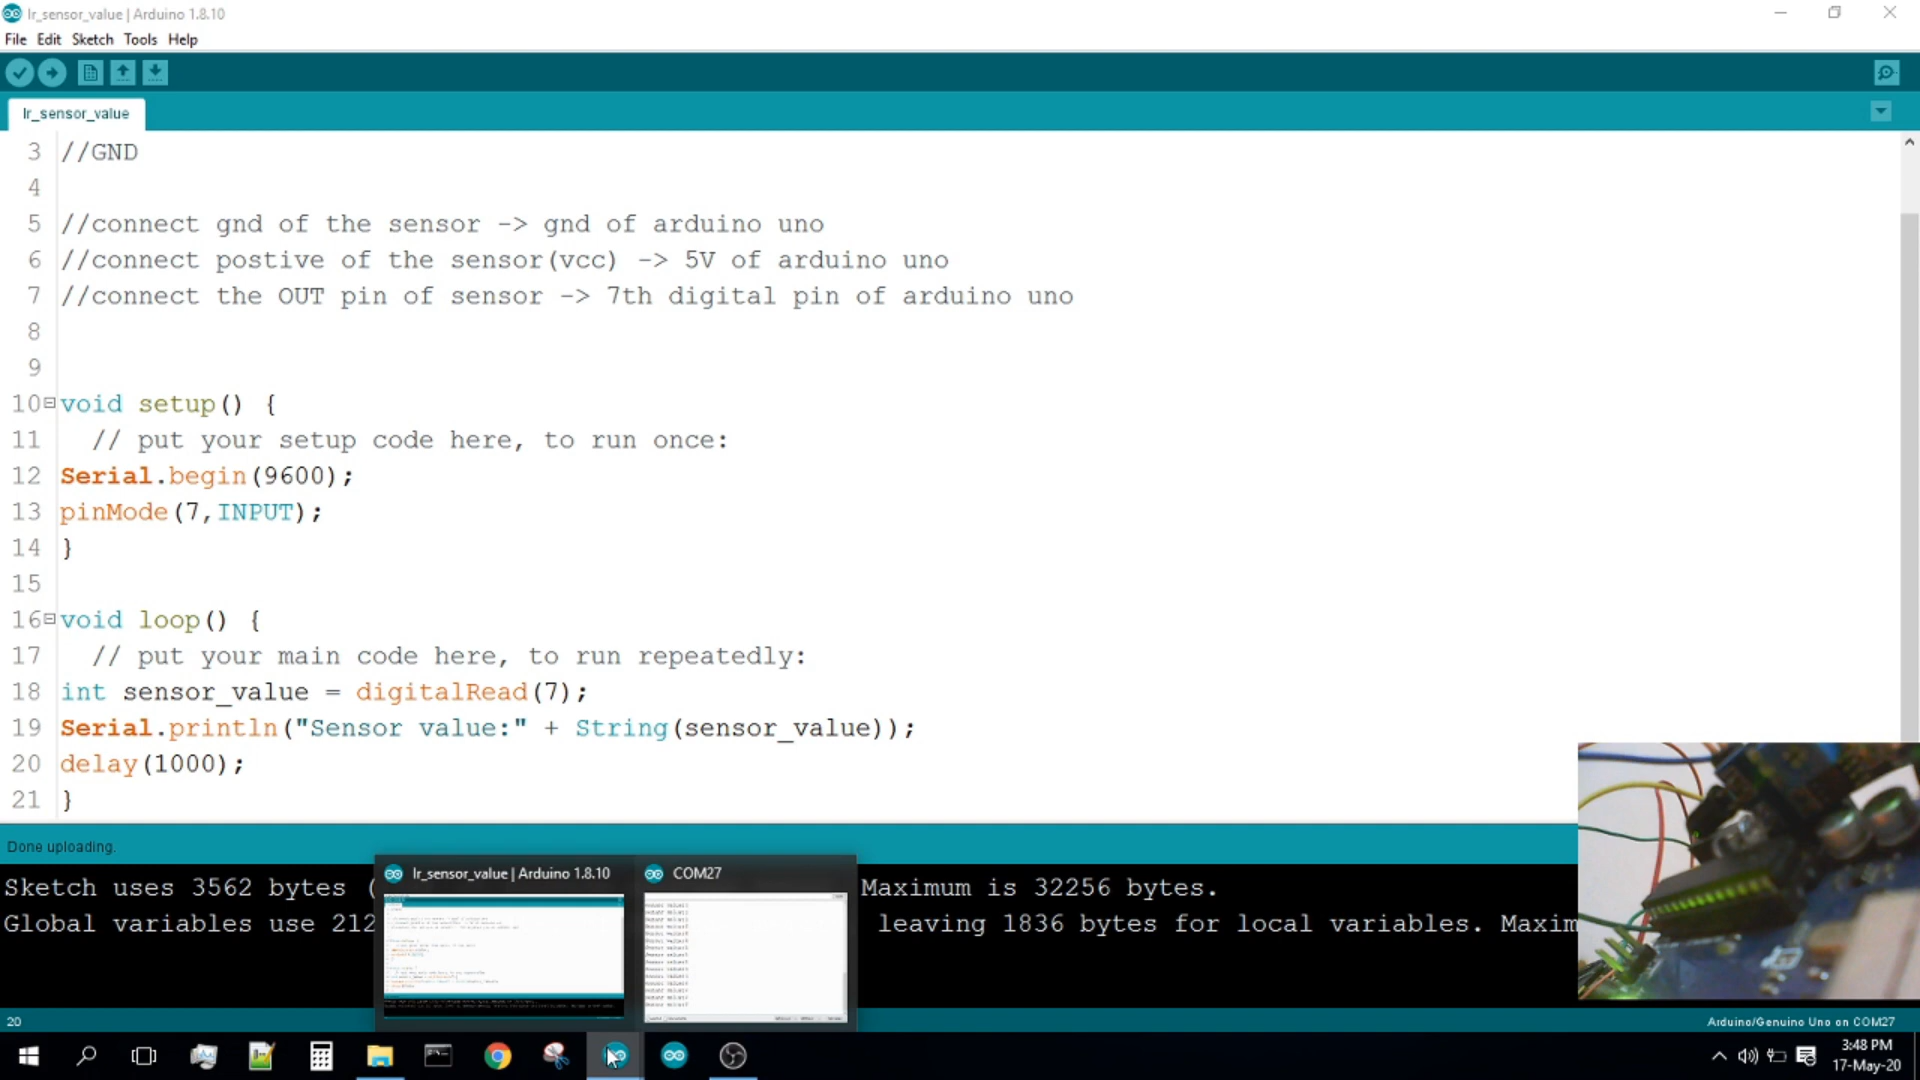 Ir_sensor_value | Arduino 1.8.10
File Edit Sketch Tools Help
Ir_sensor_value
3 //GND
4
5 //connect gnd of the sensor -> gnd of arduino uno
6 //connect postive of the sensor(vcc) -> 5V of arduino uno
7 //connect the OUT pin of sensor -> 7th digital pin of arduino uno
8
9
10 void setup() {
11 // put your setup code here, to run once:
12 Serial.begin(9600);
13 pinMode(7,INPUT);
14 }
15
16 void loop() {
17 // put your main code here, to run repeatedly:
18 int sensor_value = digitalRead(7);
19 Serial.println("Sensor value:" + String(sensor_value));
20 delay(1000);
21 }
Done uploading.
Ir_sensor_value | Arduino 1.8.10 COM27
Sketch uses 3562 bytes ( Maximum is 32256 bytes.
Global variables use 212 leaving 1836 bytes for local variables. Maxim
20 Arduino/Genuino Uno on COM27
3:48 PM
17-May-20